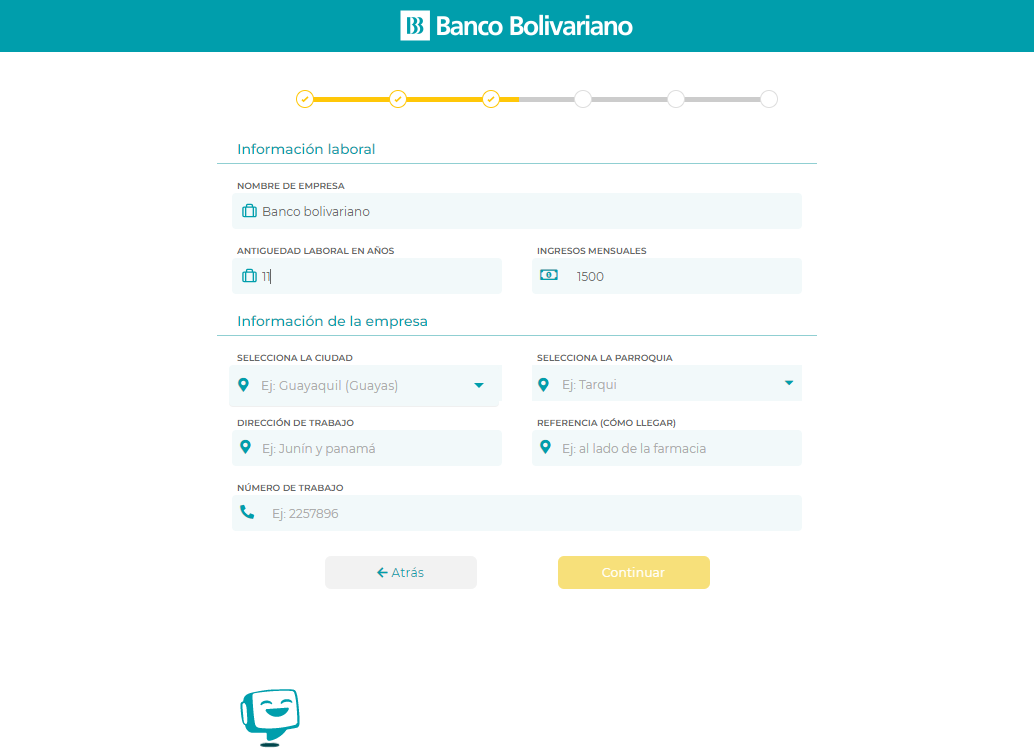 Banco Bolivariano
Información laboral
NOMBRE DE EMPRESA
Banco bolivariano
ANTIGUEDAD LABORAL EN AÑOS
INGRESOS MENSUALES
11
1500
Información de la empresa
SELECCIONA LA CIUDAD
SELECCIONA LA PARROQUIA
Ej: Guayaquil (Guayas)
Ej: Tarqui
DIRECCIÓN DE TRABAJO
REFERENCIA (CÓMO LLEGAR)
Ej: Junín y panamá
Ej: al lado de la farmacia
NÚMERO DE TRABAJO
Ej: 2257896
Atrás
Continuar